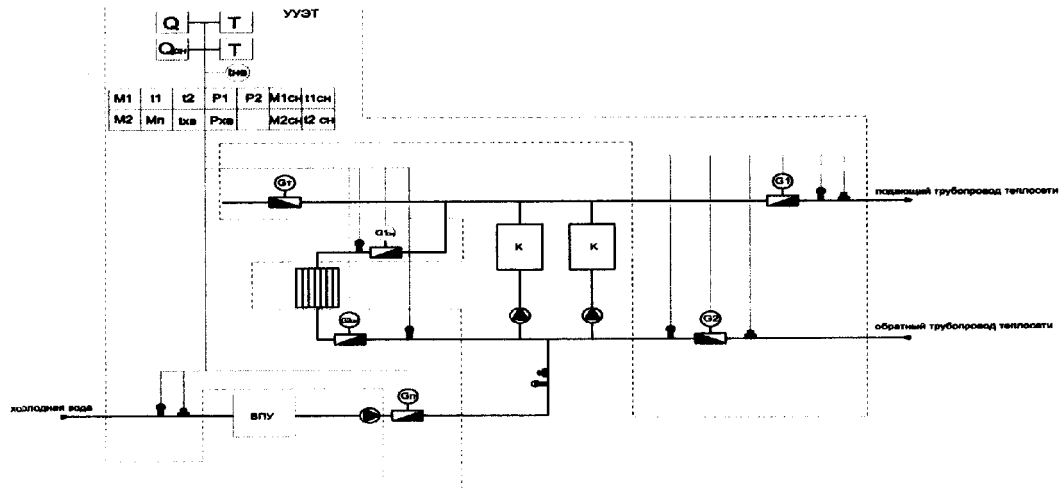 Q T УУЭТ
Qсн T
tнв
M1 t1 t2 P1 P2 M1сн t1сн
M2 Mп tхв Pхв M2сн t2 сн
Gт
G1
подающий трубопровод теплосети
G1сн
К К
G2сн
G2
обратный трубопровод теплосети
холодная вода
ВПУ
Gп